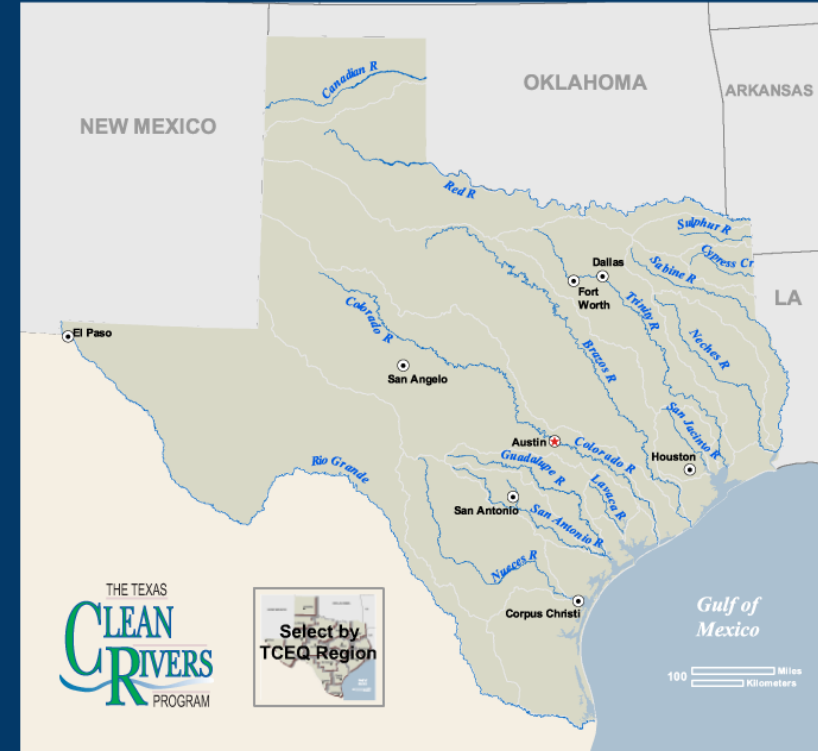 Canadian R
OKLAHOMA
ARKANSAS
NEW MEXICO
Red R
Sulphur R
Cypress Cr
Dallas
Sabine R
Fort
Worth
LA
Trinity R
Colorado R
El Paso
Neches R
Brazos R
San Angelo
San Jacinto R
Austin
Colorado R
Guadalupe R
Houston
Rio Grande
Lavaca R
San Antonio
San Antonio R
Nueces R
Corpus Christi
THE TEXAS
CLEAN
RIVERS
PROGRAM
Select by
TCEQ Region
Gulf of
Mexico
100
Miles
Kilometers